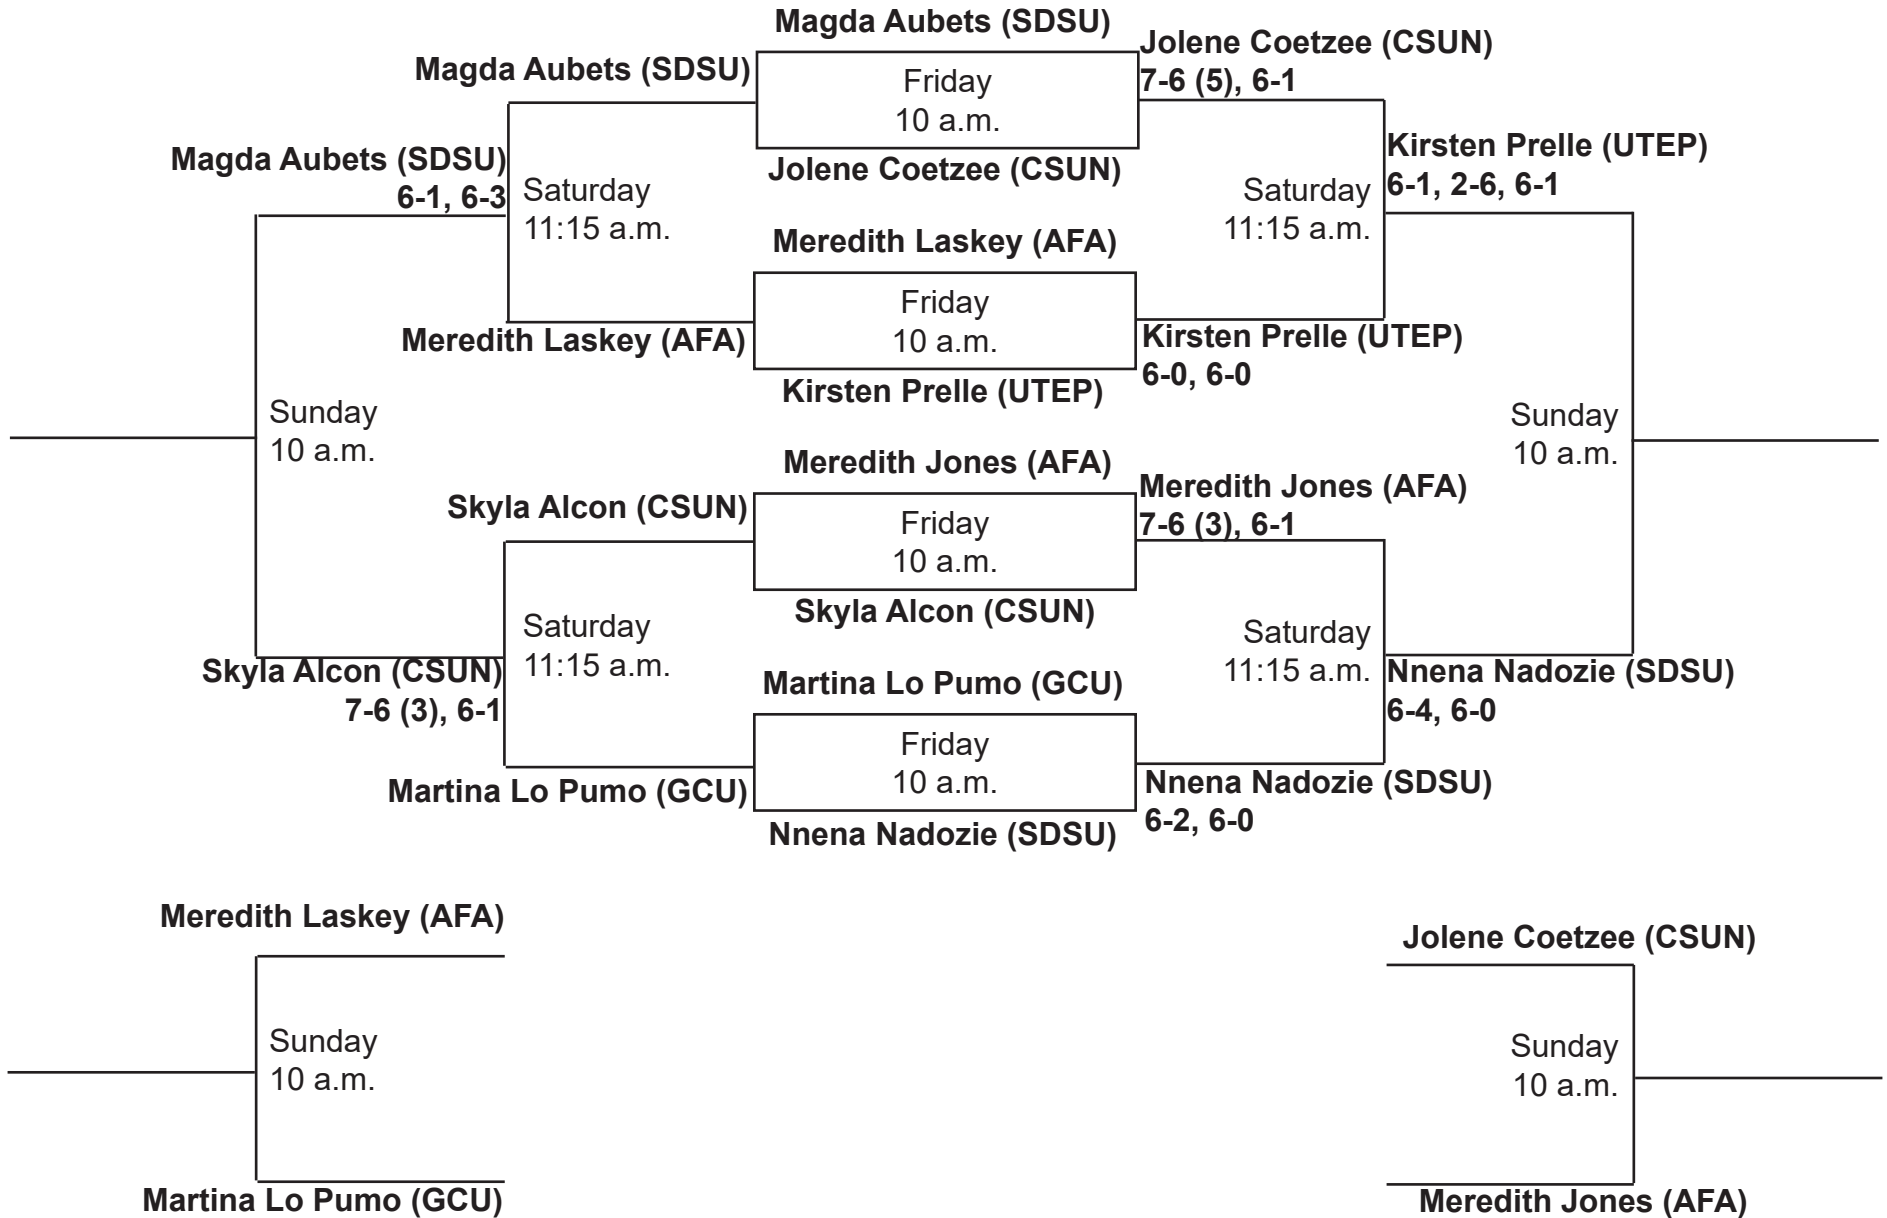 Magda Aubets (SDSU)
Friday
10 a.m.
Jolene Coetzee (CSUN)
Meredith Laskey (AFA)
Friday
10 a.m.
Kirsten Prelle (UTEP)
Meredith Jones (AFA)
Friday
10 a.m.
Skyla Alcon (CSUN)
Martina Lo Pumo (GCU)
Friday
10 a.m.
Nnena Nadozie (SDSU)
Jolene Coetzee (CSUN)
7-6 (5), 6-1
Saturday
11:15 a.m.
Kirsten Prelle (UTEP)
6-0, 6-0
Meredith Jones (AFA)
7-6 (3), 6-1
Saturday
11:15 a.m.
Nnena Nadozie (SDSU)
6-2, 6-0
Kirsten Prelle (UTEP)
6-1, 2-6, 6-1
Sunday
10 a.m.
Nnena Nadozie (SDSU)
6-4, 6-0
Magda Aubets (SDSU)
Saturday
11:15 a.m.
Meredith Laskey (AFA)
Skyla Alcon (CSUN)
Saturday
11:15 a.m.
Martina Lo Pumo (GCU)
Magda Aubets (SDSU)
6-1, 6-3
Sunday
10 a.m.
Skyla Alcon (CSUN)
7-6 (3), 6-1
Meredith Laskey (AFA)
Sunday
10 a.m.
Martina Lo Pumo (GCU)
Jolene Coetzee (CSUN)
Sunday
10 a.m.
Meredith Jones (AFA)